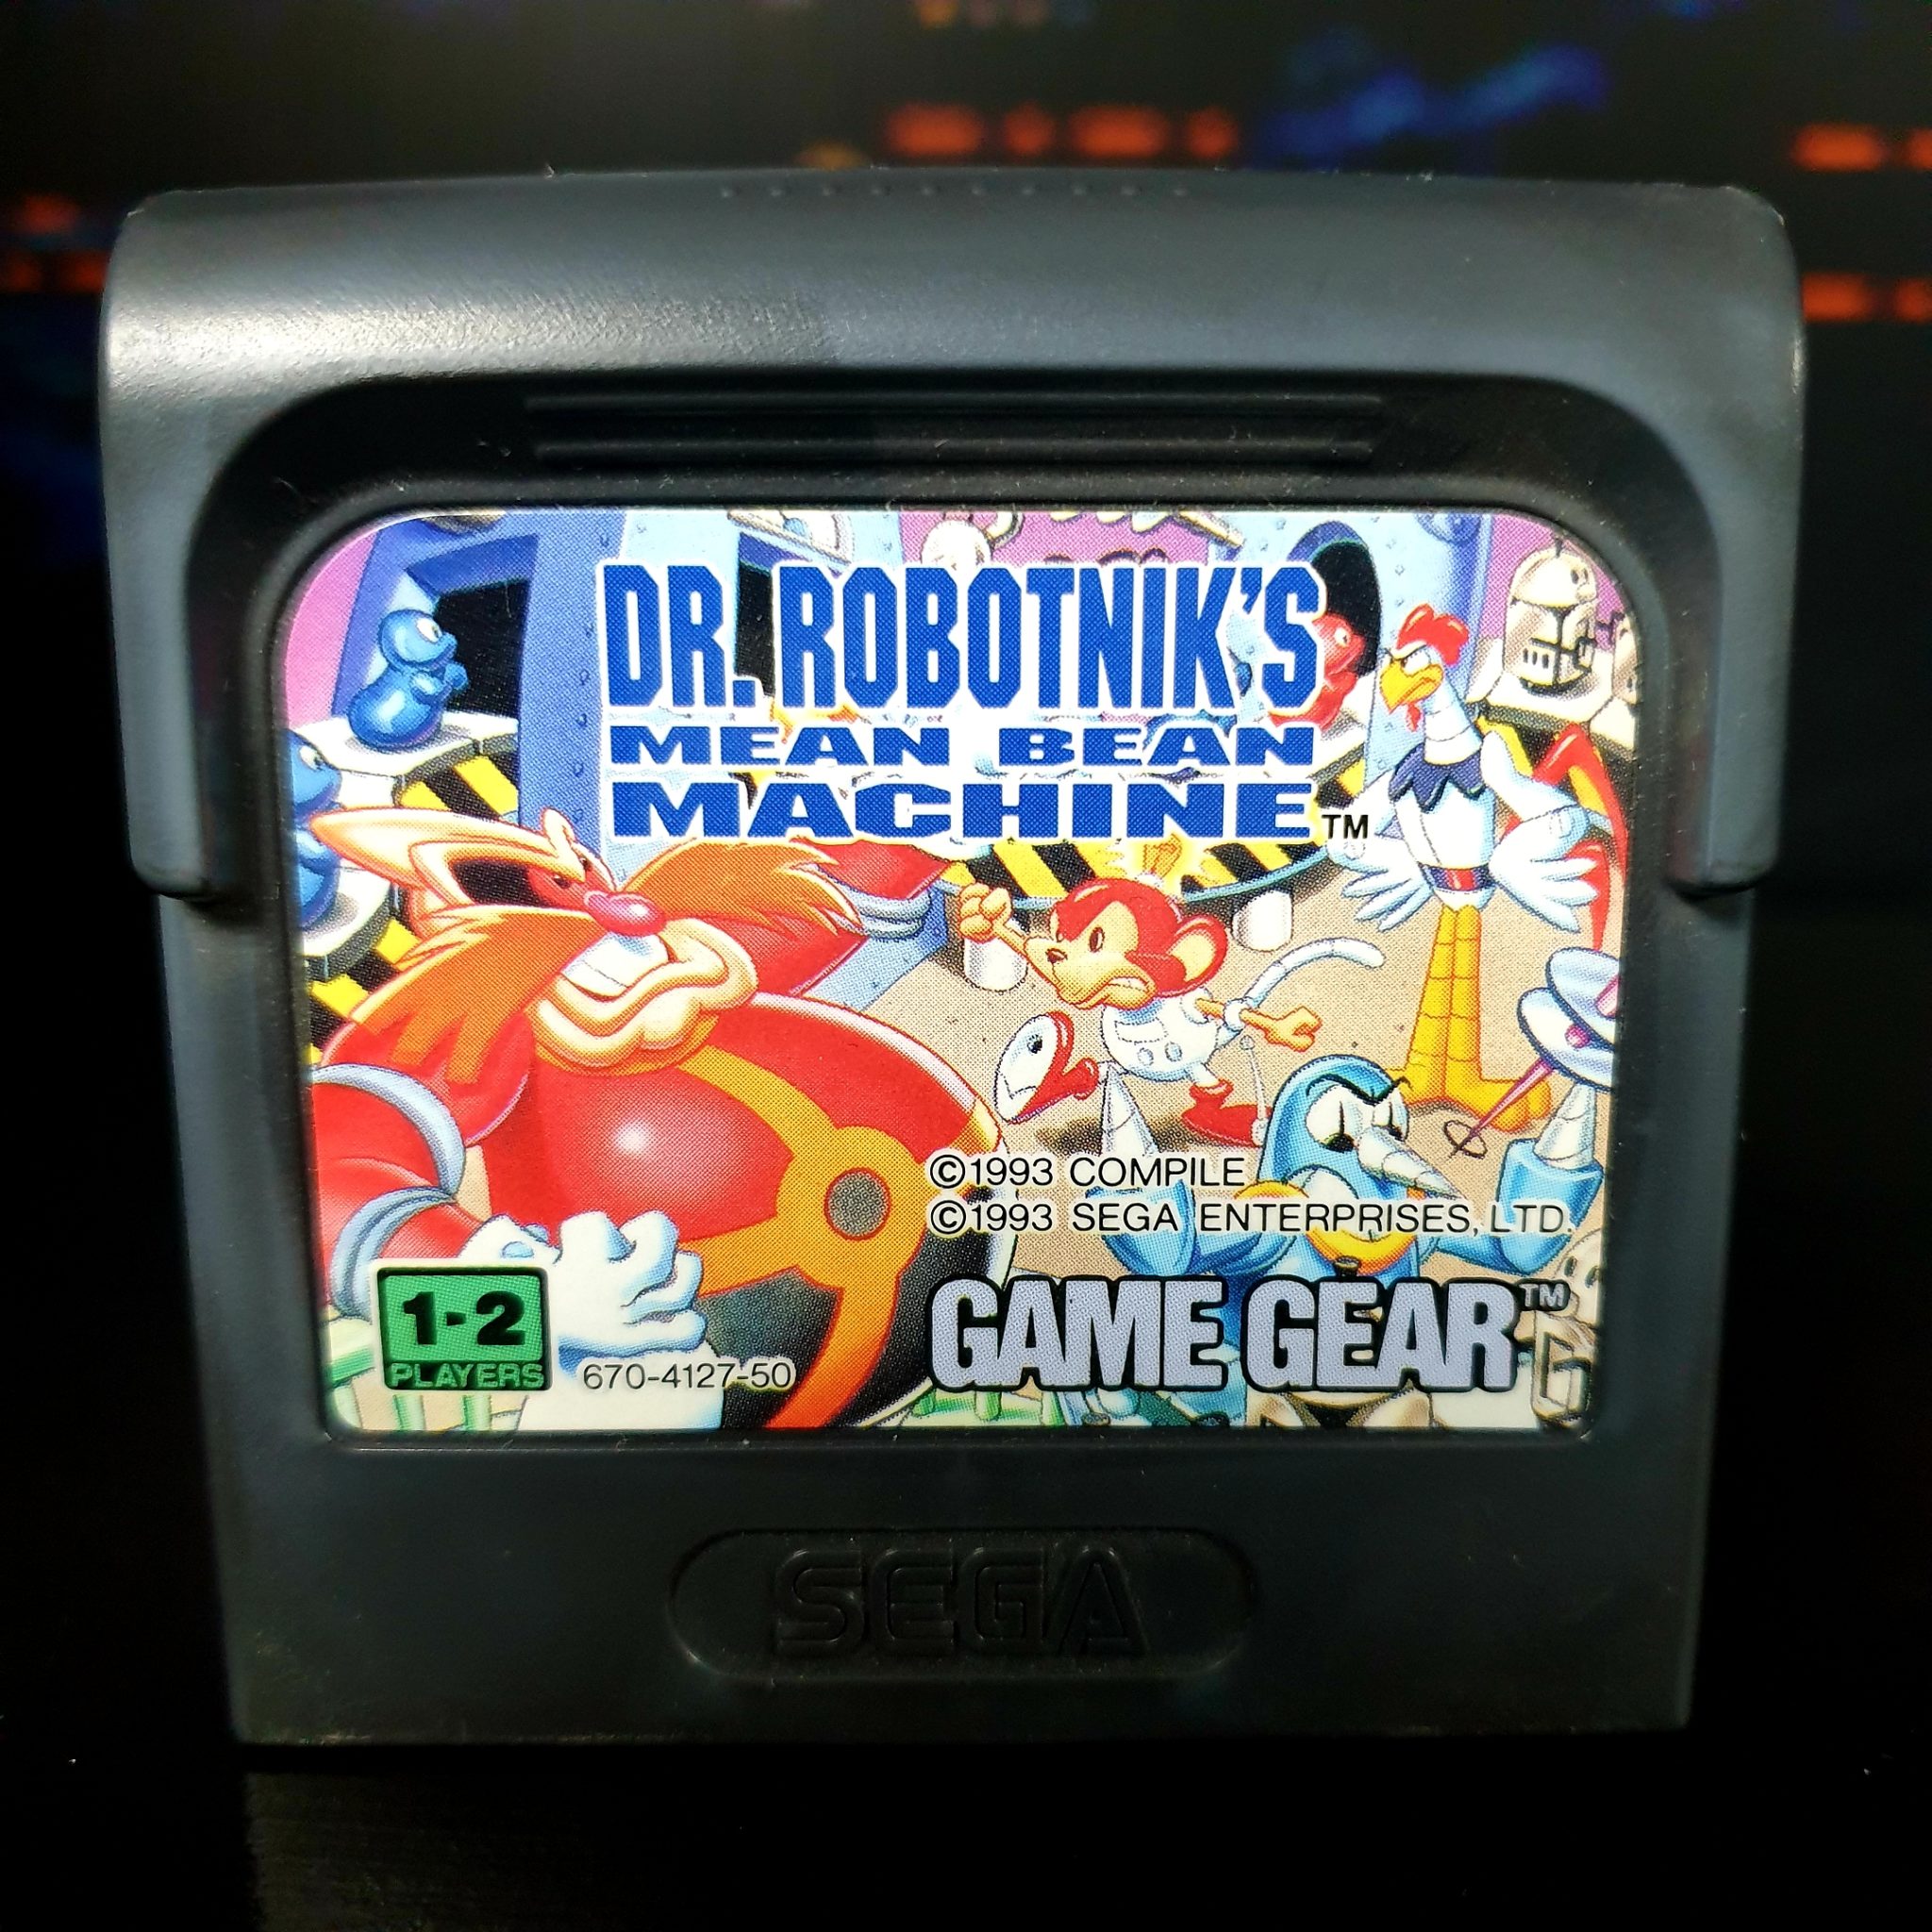 DR. ROBOTNIK'S
MEAN BEAN
MACHINE™
©1993 COMPILE
©1993 SEGA ENTERPRISES, LTD.
1-2
PLAYERS
670-4127-50
GAME GEAR™
SEGA